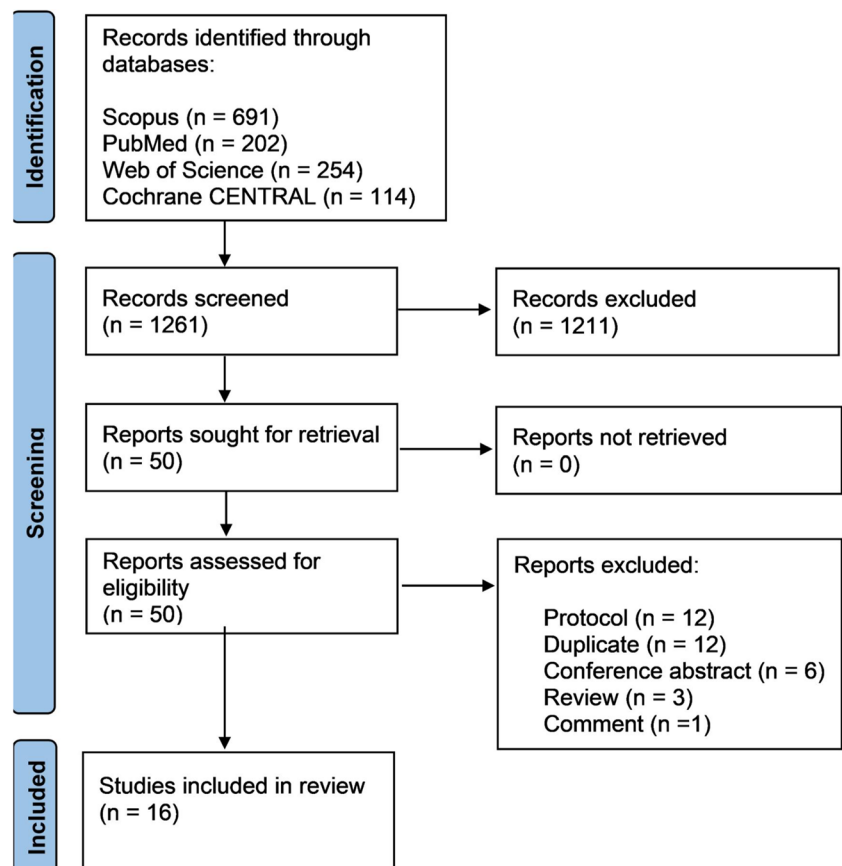 Identification
Records identified through
databases:
Scopus (n = 691)
PubMed (n = 202)
Web of Science (n = 254)
Cochrane CENTRAL (n = 114)
Screening
Records screened
(n = 1261)
Records excluded
(n = 1211)
Reports sought for retrieval
(n = 50)
Reports not retrieved
(n = 0)
Reports assessed for
eligibility
(n = 50)
Reports excluded:
Protocol (n = 12)
Duplicate (n = 12)
Conference abstract (n = 6)
Review (n = 3)
Comment (n =1)
Included
Studies included in review
(n = 16)